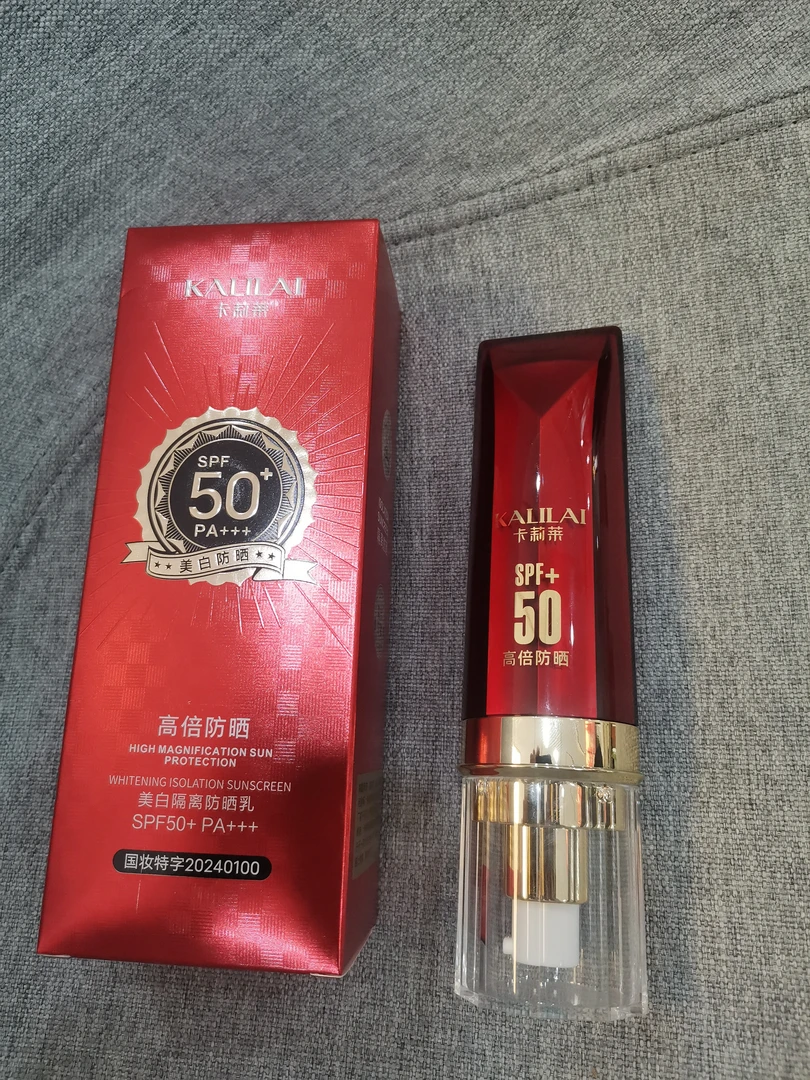 KALILAI
卡莉莱
SPF
50+
PA+++
美白防晒
高倍防晒
HIGH MAGNIFICATION SUN
PROTECTION
WHITENING ISOLATION SUNSCREEN
美白隔离防晒乳
SPF50+ PA+++
国妆特字20240100
KALILAI
卡莉莱
SPF+
50
高倍防晒